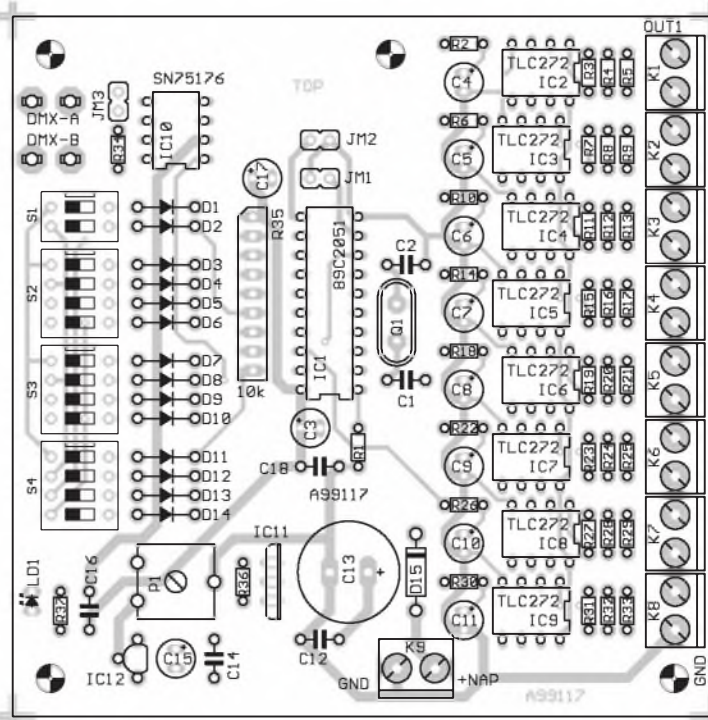 OUT1
SN75176
TOP
DMX-A
DMX-B
JM3
R34
IC10
JM2
JM1
C17
R2
C4
TLC272
IC2
R3
R4
R5
K1
R6
C5
TLC272
IC3
R7
R8
R9
K2
R10
C6
TLC272
IC4
R11
R12
R13
K3
R14
C7
TLC272
IC5
R15
R16
R17
K4
R18
C8
TLC272
IC6
R19
R20
R21
K5
R22
C9
TLC272
IC7
R23
R24
R25
K6
R26
C10
TLC272
IC8
R27
R28
K7
R30
C11
TLC272
IC9
R31
R32
R33
K8
GND
S1
D1
D2
S2
D3
D4
D5
D6
S3
D7
D8
D9
D10
S4
D11
D12
D13
D14
R35
10k
89C2051
IC1
C2
Q1
C1
C3
R1
C18
A99117
LD1
R37
C16
P1
R36
IC11
C13
+
D15
IC12
C15
C14
C12
K9
GND
+NAP
A99117